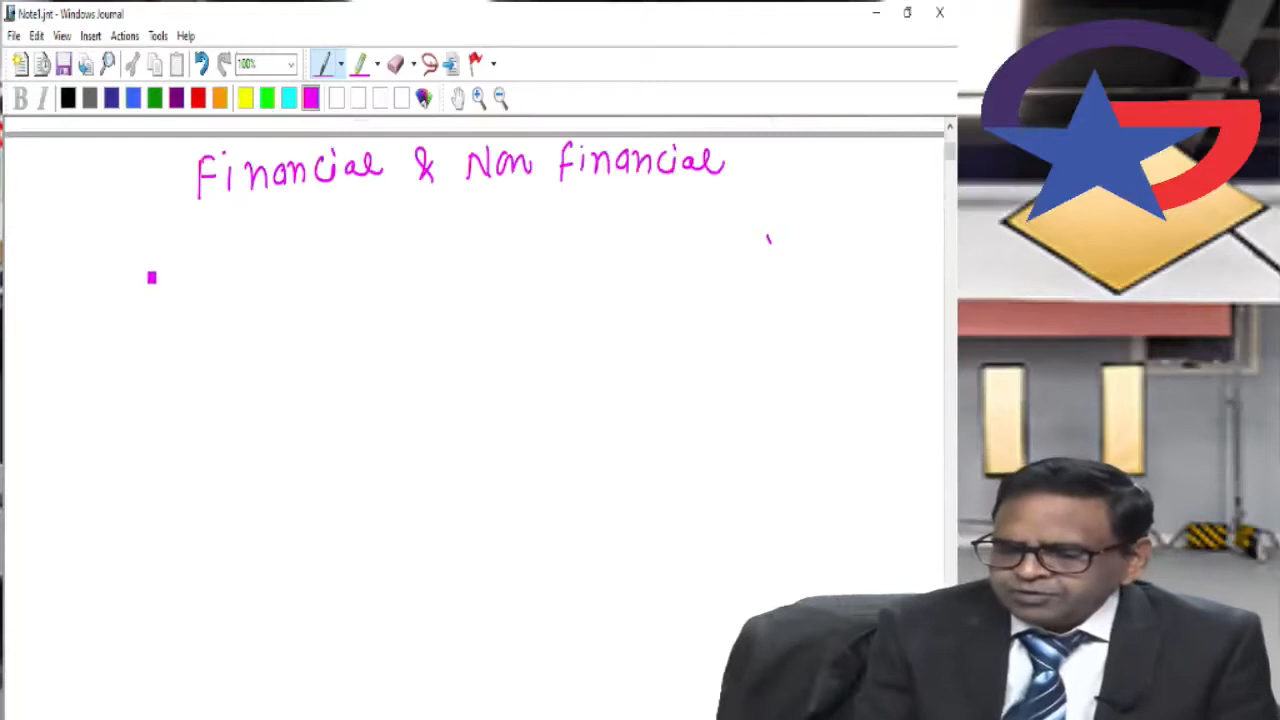 Note1.jnt - Windows Journal
File Edit View Insert Actions Tools Help
100%
B I
Financial & Non Financial